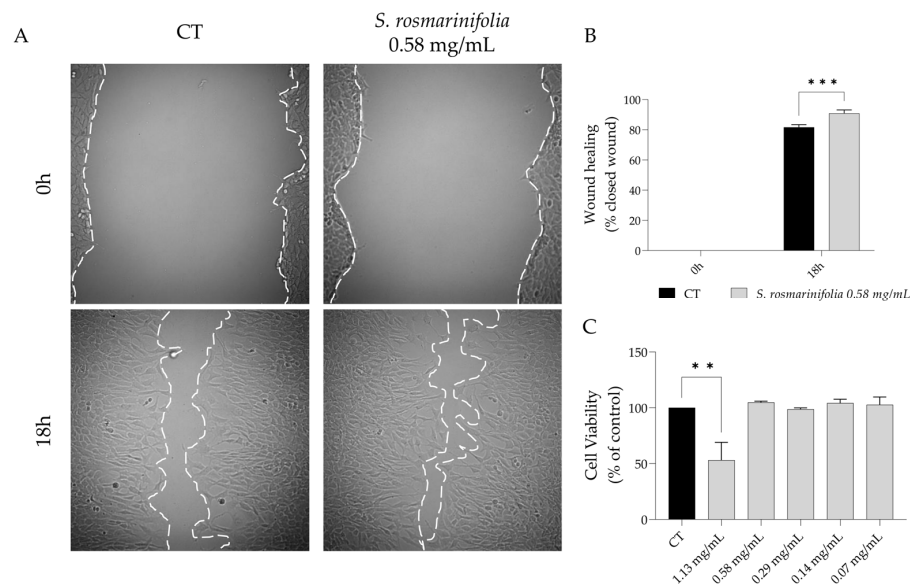 A
CT
S. rosmarinifolia
0.58 mg/mL
0h
18h
B
***
Wound healing
(% closed wound)
100
80
60
40
20
0
0h
18h
CT
S. rosmarinifolia 0.58 mg/mL
C
**
Cell Viability
(% of control)
150
100
50
0
CT
1.13 mg/mL
0.58 mg/mL
0.29 mg/mL
0.14 mg/mL
0.07 mg/mL